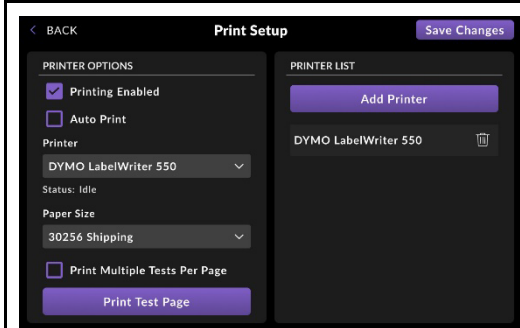 BACK
Print Setup
Save Changes
PRINTER OPTIONS
Printing Enabled
Auto Print
Printer
DYMO LabelWriter 550
Status: Idle
Paper Size
30256 Shipping
Print Multiple Tests Per Page
Print Test Page
PRINTER LIST
Add Printer
DYMO LabelWriter 550